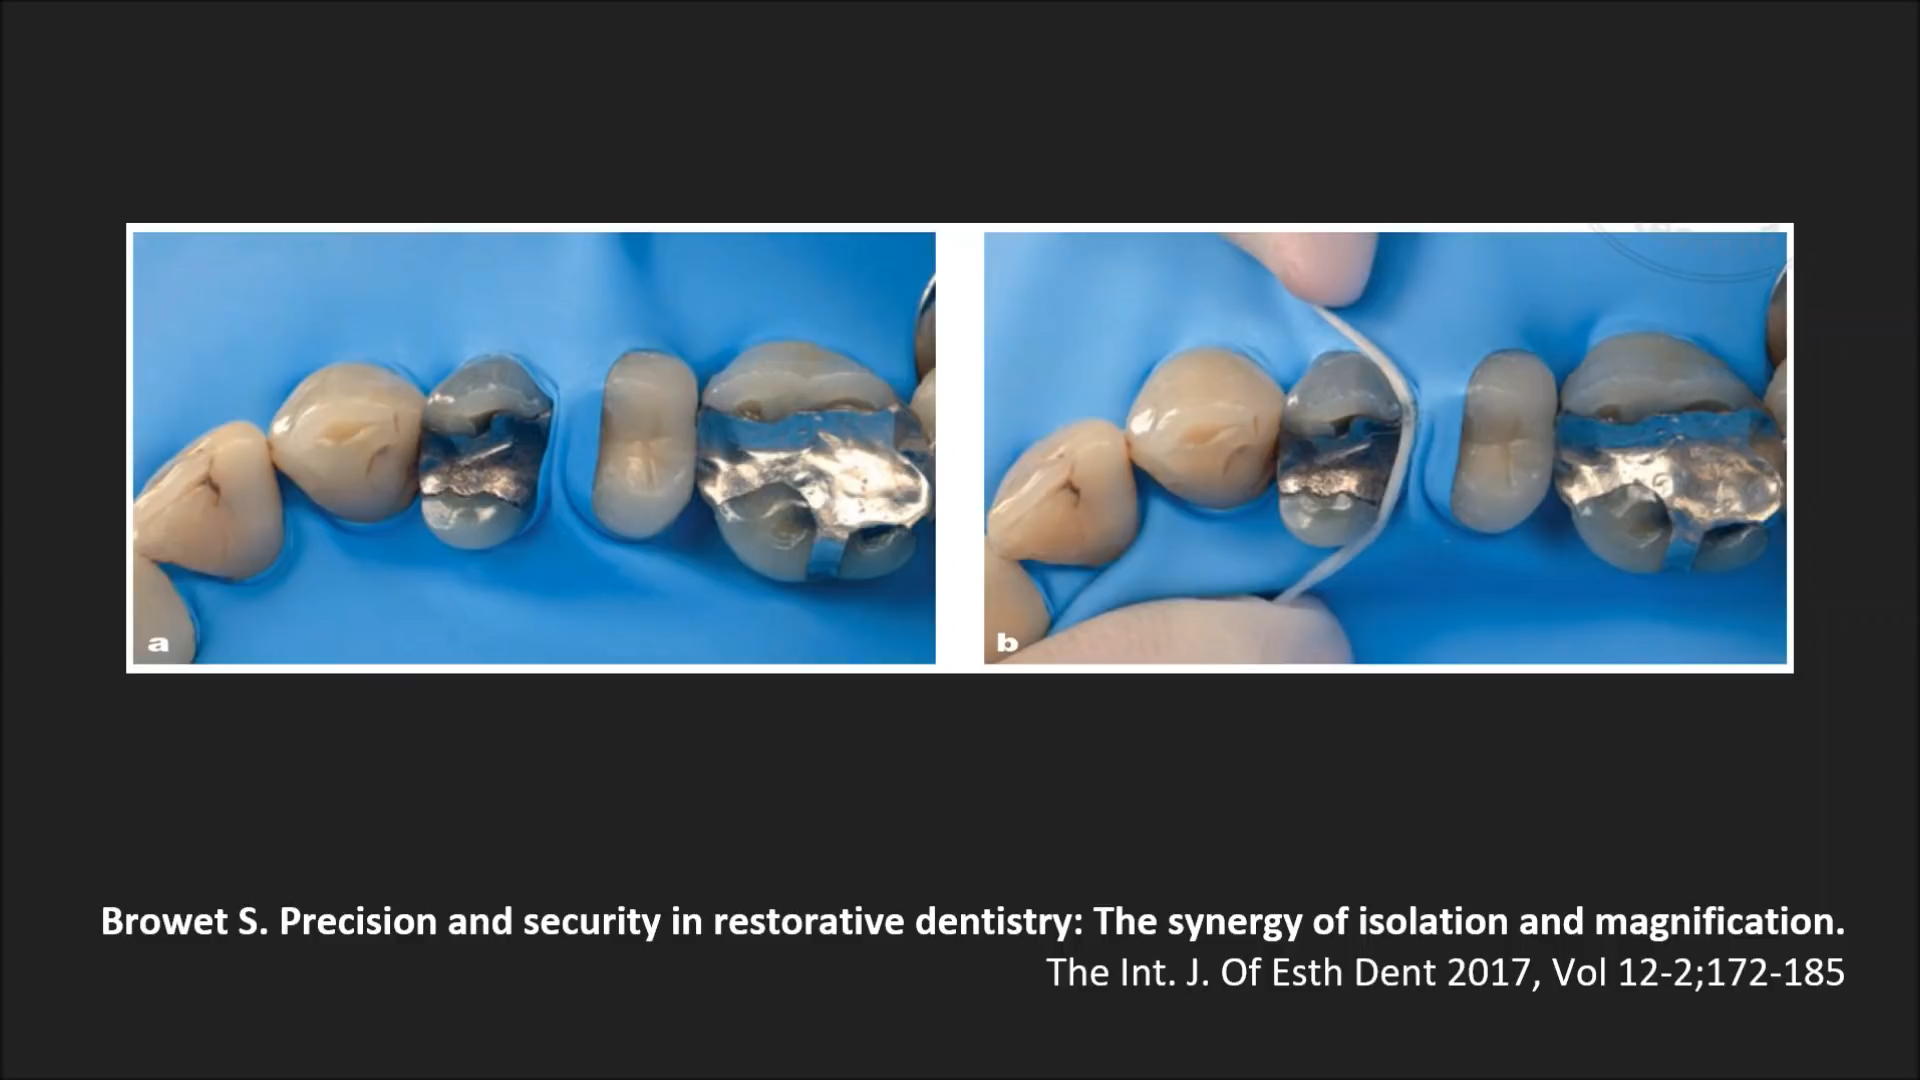 a
b
Browet S. Precision and security in restorative dentistry: The synergy of isolation and magnification.
The Int. J. Of Esth Dent 2017, Vol 12-2;172-185